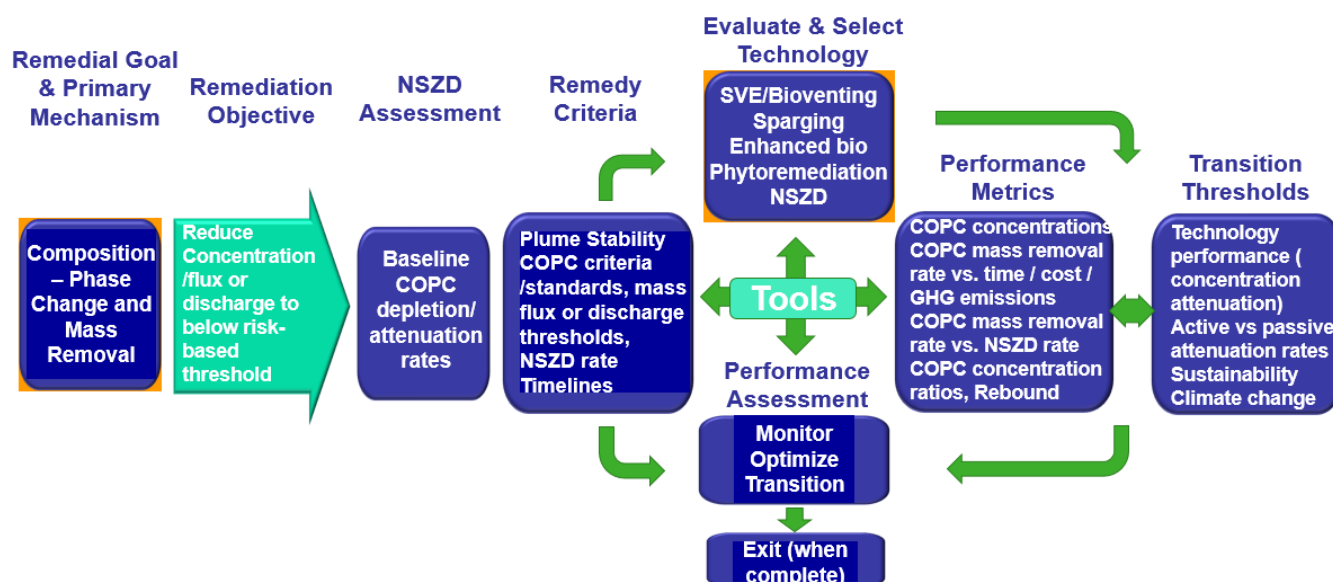 Remedial Goal
& Primary
Mechanism
Composition
– Phase
Change and
Mass
Removal
Remediation
Objective
Reduce
Concentration
/flux or
discharge to
below risk-
based
threshold
NSZD
Assessment
Baseline
COPC
depletion/
attenuation
rates
Remedy
Criteria
Plume Stability
COPC criteria
/standards, mass
flux or discharge
thresholds,
NSZD rate
Timelines
Evaluate & Select
Technology
SVE/Bioventing
Sparging
Enhanced bio
Phytoremediation
NSZD
Tools
Performance
Assessment
Monitor
Optimize
Transition
Exit (when
complete)
Performance
Metrics
COPC concentrations
COPC mass removal
rate vs. time / cost /
GHG emissions
COPC mass removal
rate vs. NSZD rate
COPC concentration
ratios, Rebound
Transition
Thresholds
Technology
performance (
concentration
attenuation)
Active vs passive
attenuation rates
Sustainability
Climate change